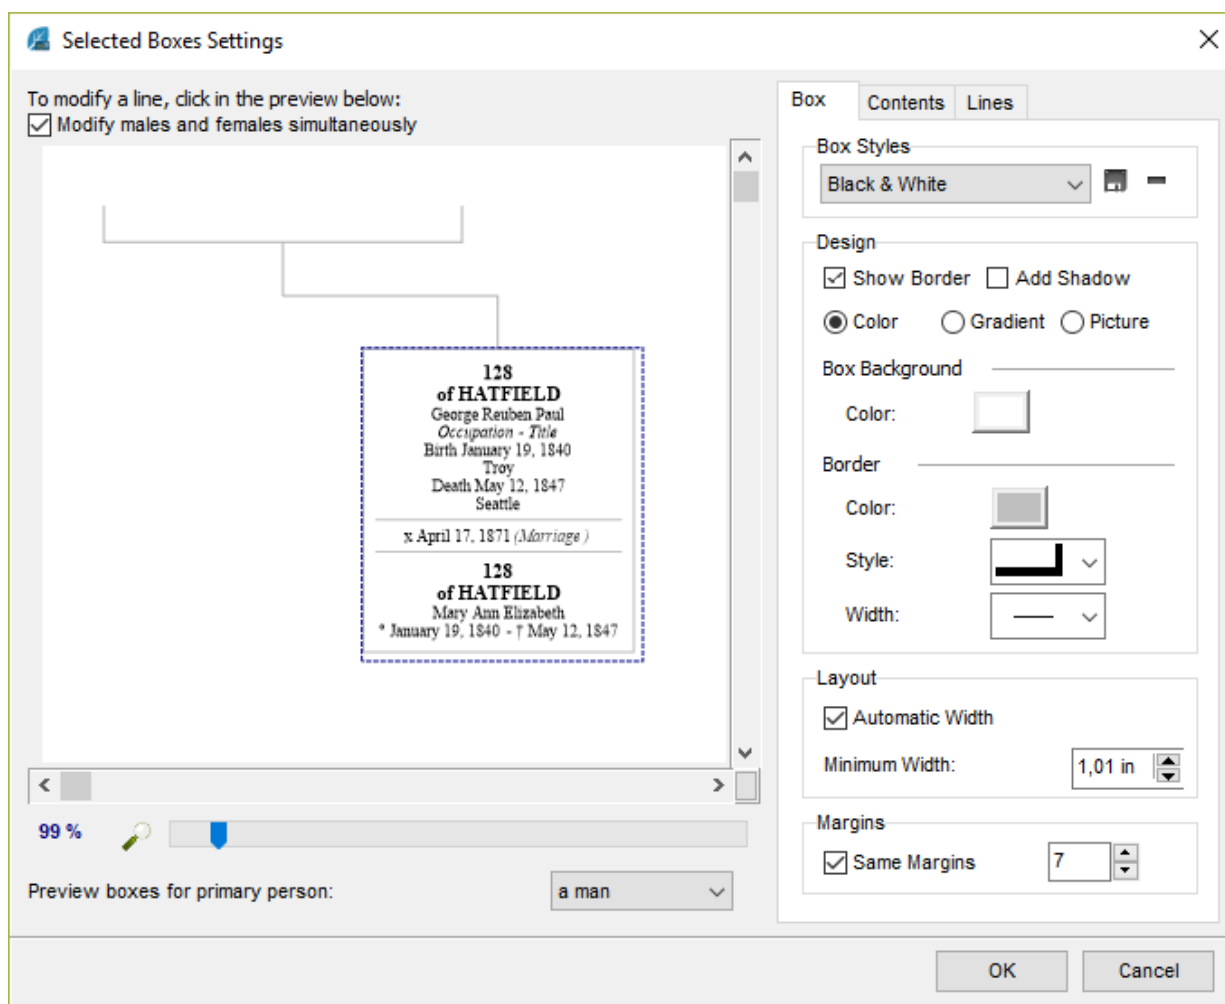 Selected Boxes Settings
To modify a line, click in the preview below:
Modify males and females simultaneously
128
of HATFIELD
George Reuben Paul
Occupation - Title
Birth January 19, 1840
Troy
Death May 12, 1847
Seattle
x April 17, 1871 (Marriage )
128
of HATFIELD
Mary Ann Elizabeth
* January 19, 1840 - † May 12, 1847
99 %
Preview boxes for primary person:
a man
Box Contents Lines
Box Styles
Black & White
Design
Show Border Add Shadow
Color Gradient Picture
Box Background
Color:
Border
Color:
Style:
Width:
Layout
Automatic Width
Minimum Width: 1,01 in
Margins
Same Margins 7
OK Cancel